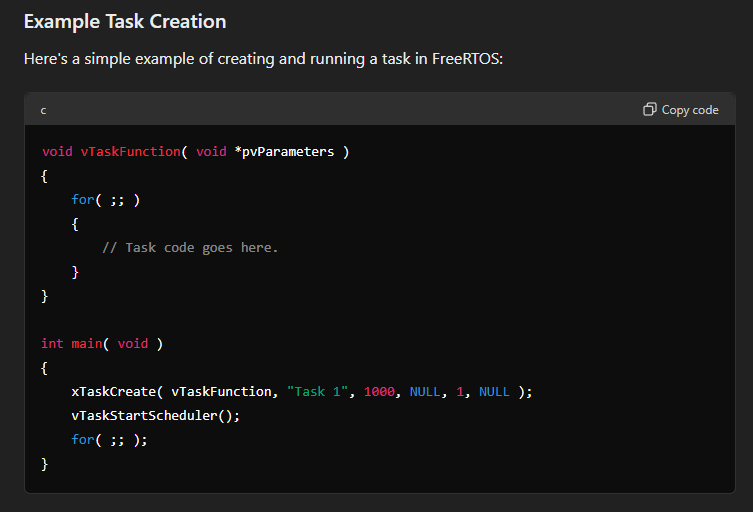 Example Task Creation
Here's a simple example of creating and running a task in FreeRTOS:
c
Copy code
void vTaskFunction( void *pvParameters )
{
    for( ;; )
    {
        // Task code goes here.
    }
}

int main( void )
{
    xTaskCreate( vTaskFunction, "Task 1", 1000, NULL, 1, NULL );
    vTaskStartScheduler();
    for( ;; );
}